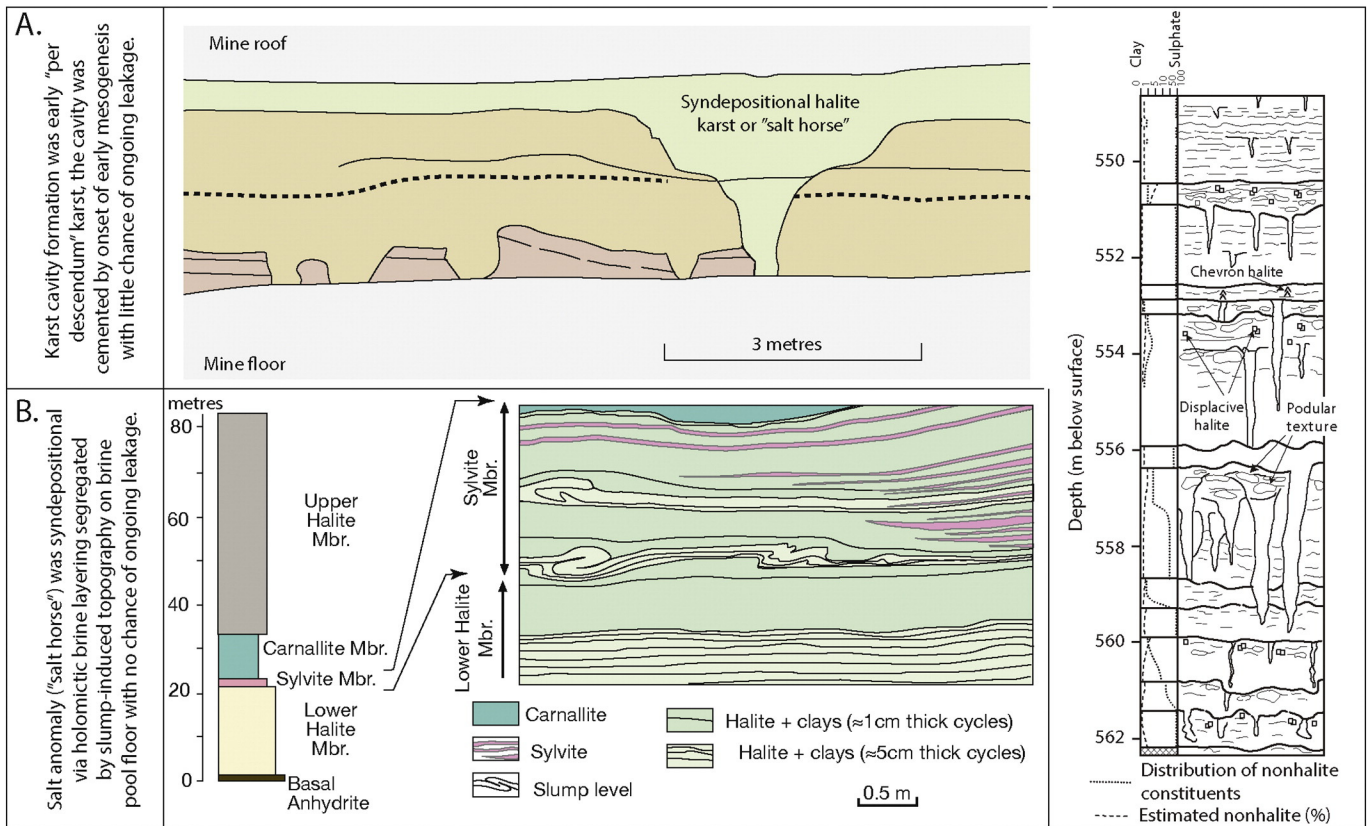 A.
Karst cavity formation was early “per
descendum” karst, the cavity was
cemented by onset of early mesogenesis
with little chance of ongoing leakage.
Mine roof
Syndepositional halite
karst or ”salt horse”
3 metres
Mine floor
B.
Salt anomaly (“salt horse”) was syndepositional
via holomictic brine layering segregated
by slump-induced topography on brine
pool floor with no chance of ongoing leakage.
metres
80
60
40
20
0
Upper
Halite
Mbr.
Carnallite Mbr.
Sylvite Mbr.
Lower
Halite
Mbr.
Basal
Anhydrite
Sylvite
Mbr.
Lower Halite
Mbr.
Carnallite
Sylvite
Slump level
Halite + clays (≈1cm thick cycles)
Halite + clays (≈5cm thick cycles)
0.5 m
Clay
Sulphate
0
1
5
10
50
100
Depth (m below surface)
550
552
554
556
558
560
562
Chevron halite
Displacive
halite
Podular
texture
Distribution of nonhalite
constituents
Estimated nonhalite (%)